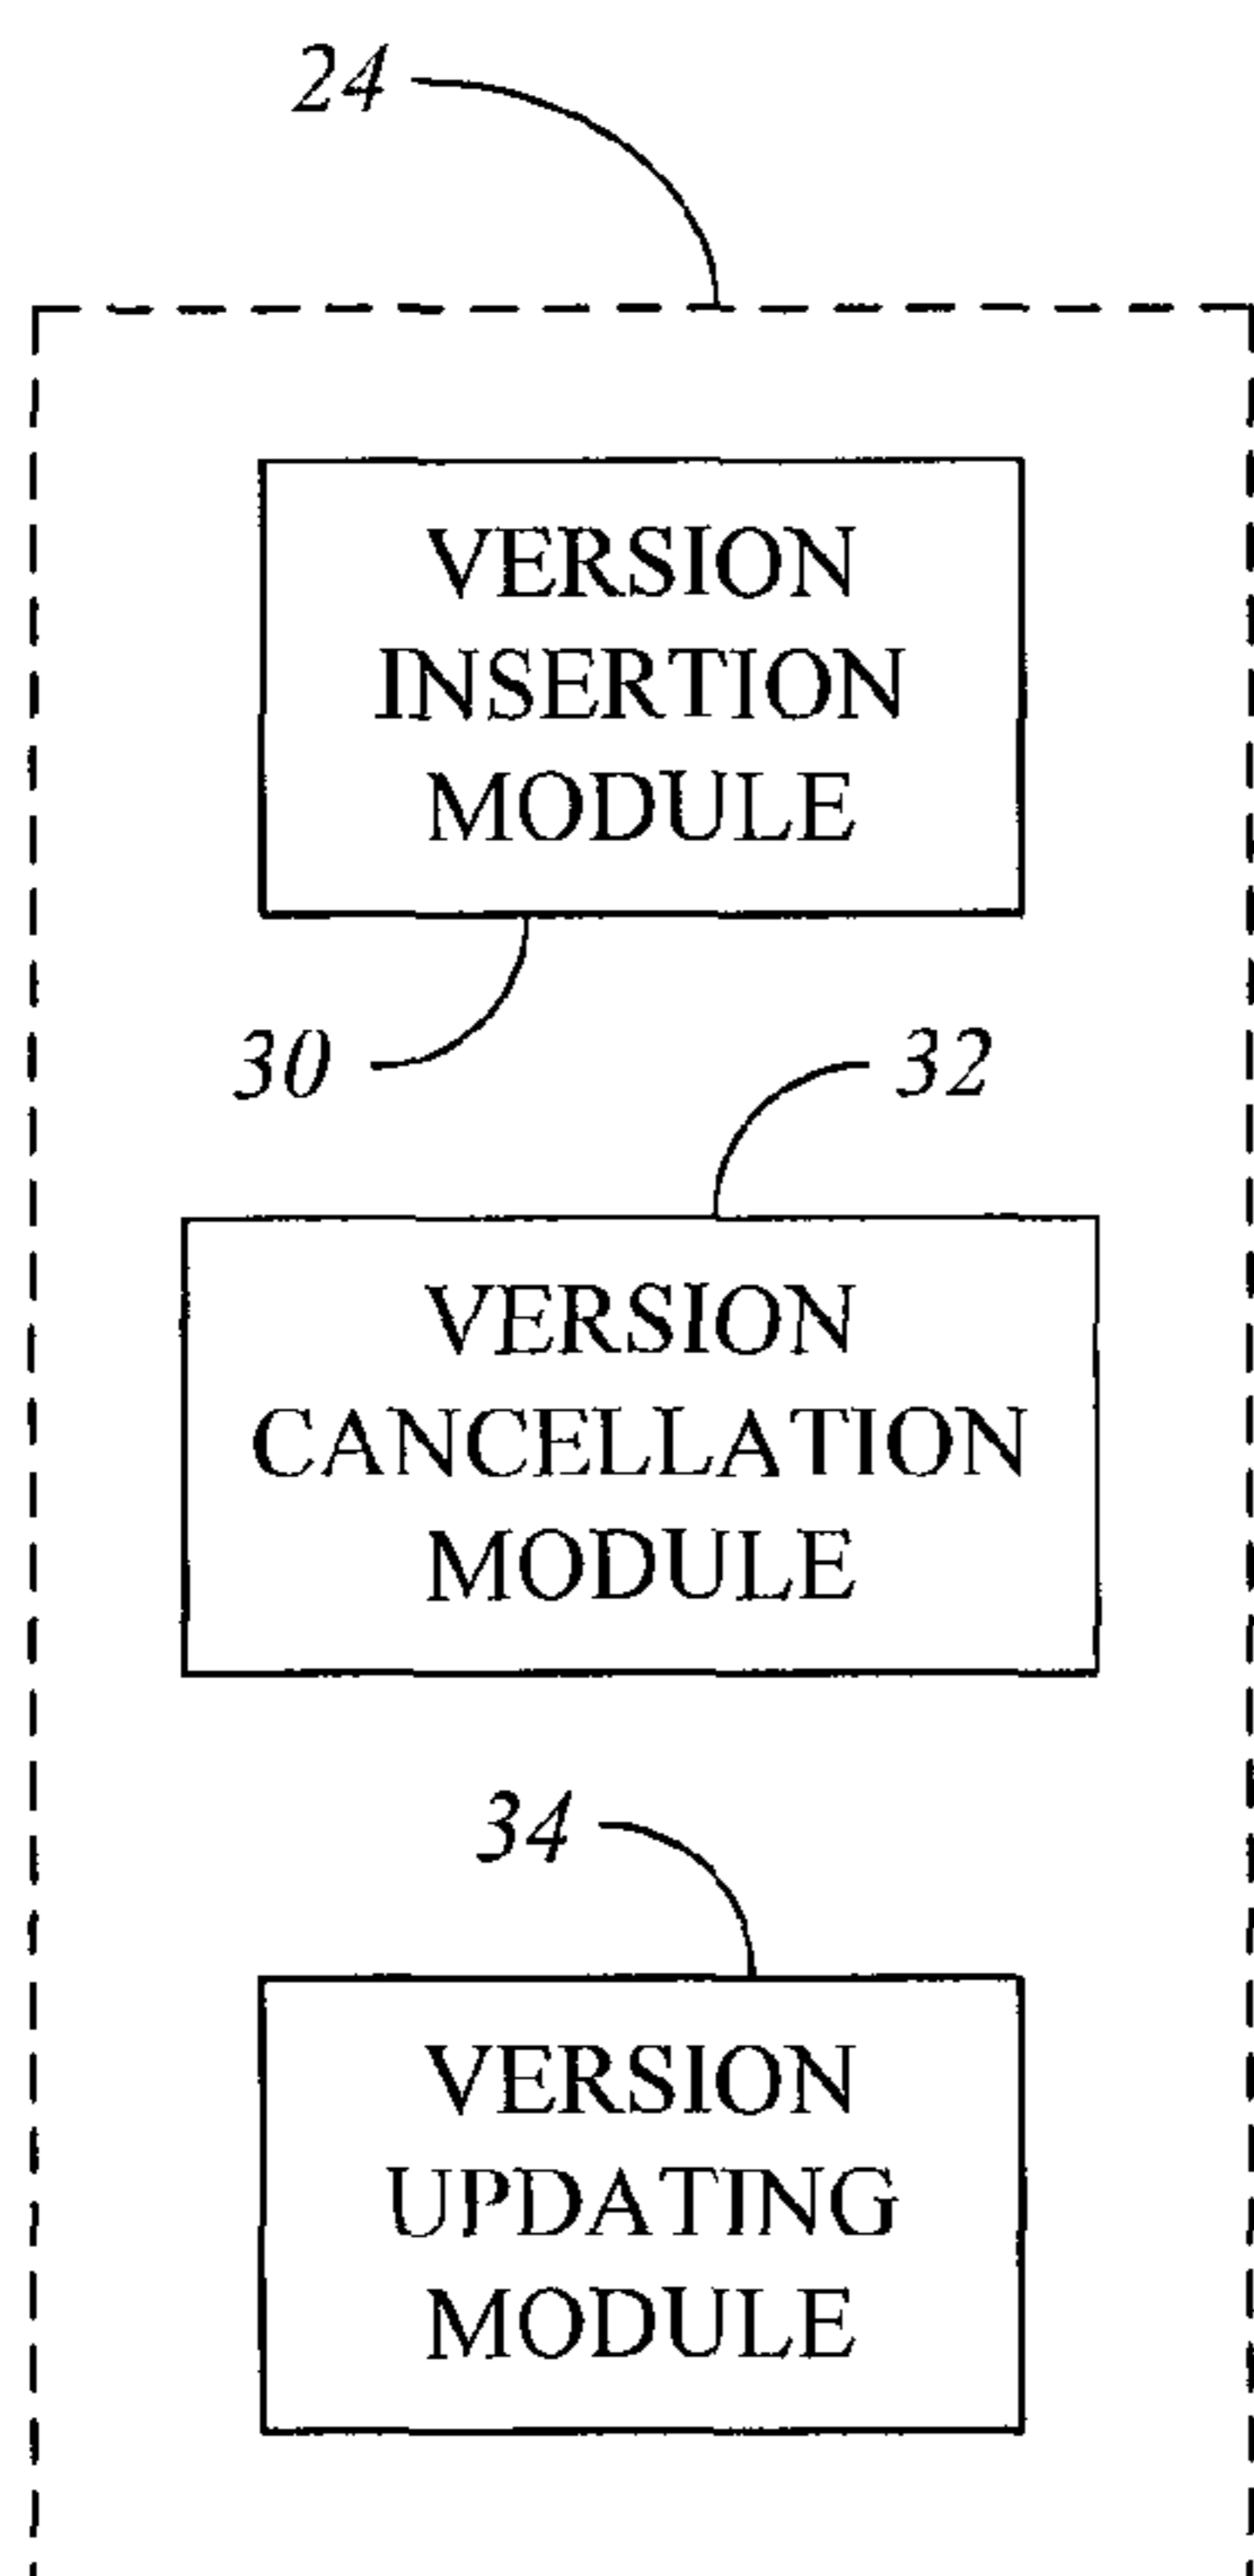 24
VERSION
INSERTION
MODULE
30
32
VERSION
CANCELLATION
MODULE
34
VERSION
UPDATING
MODULE